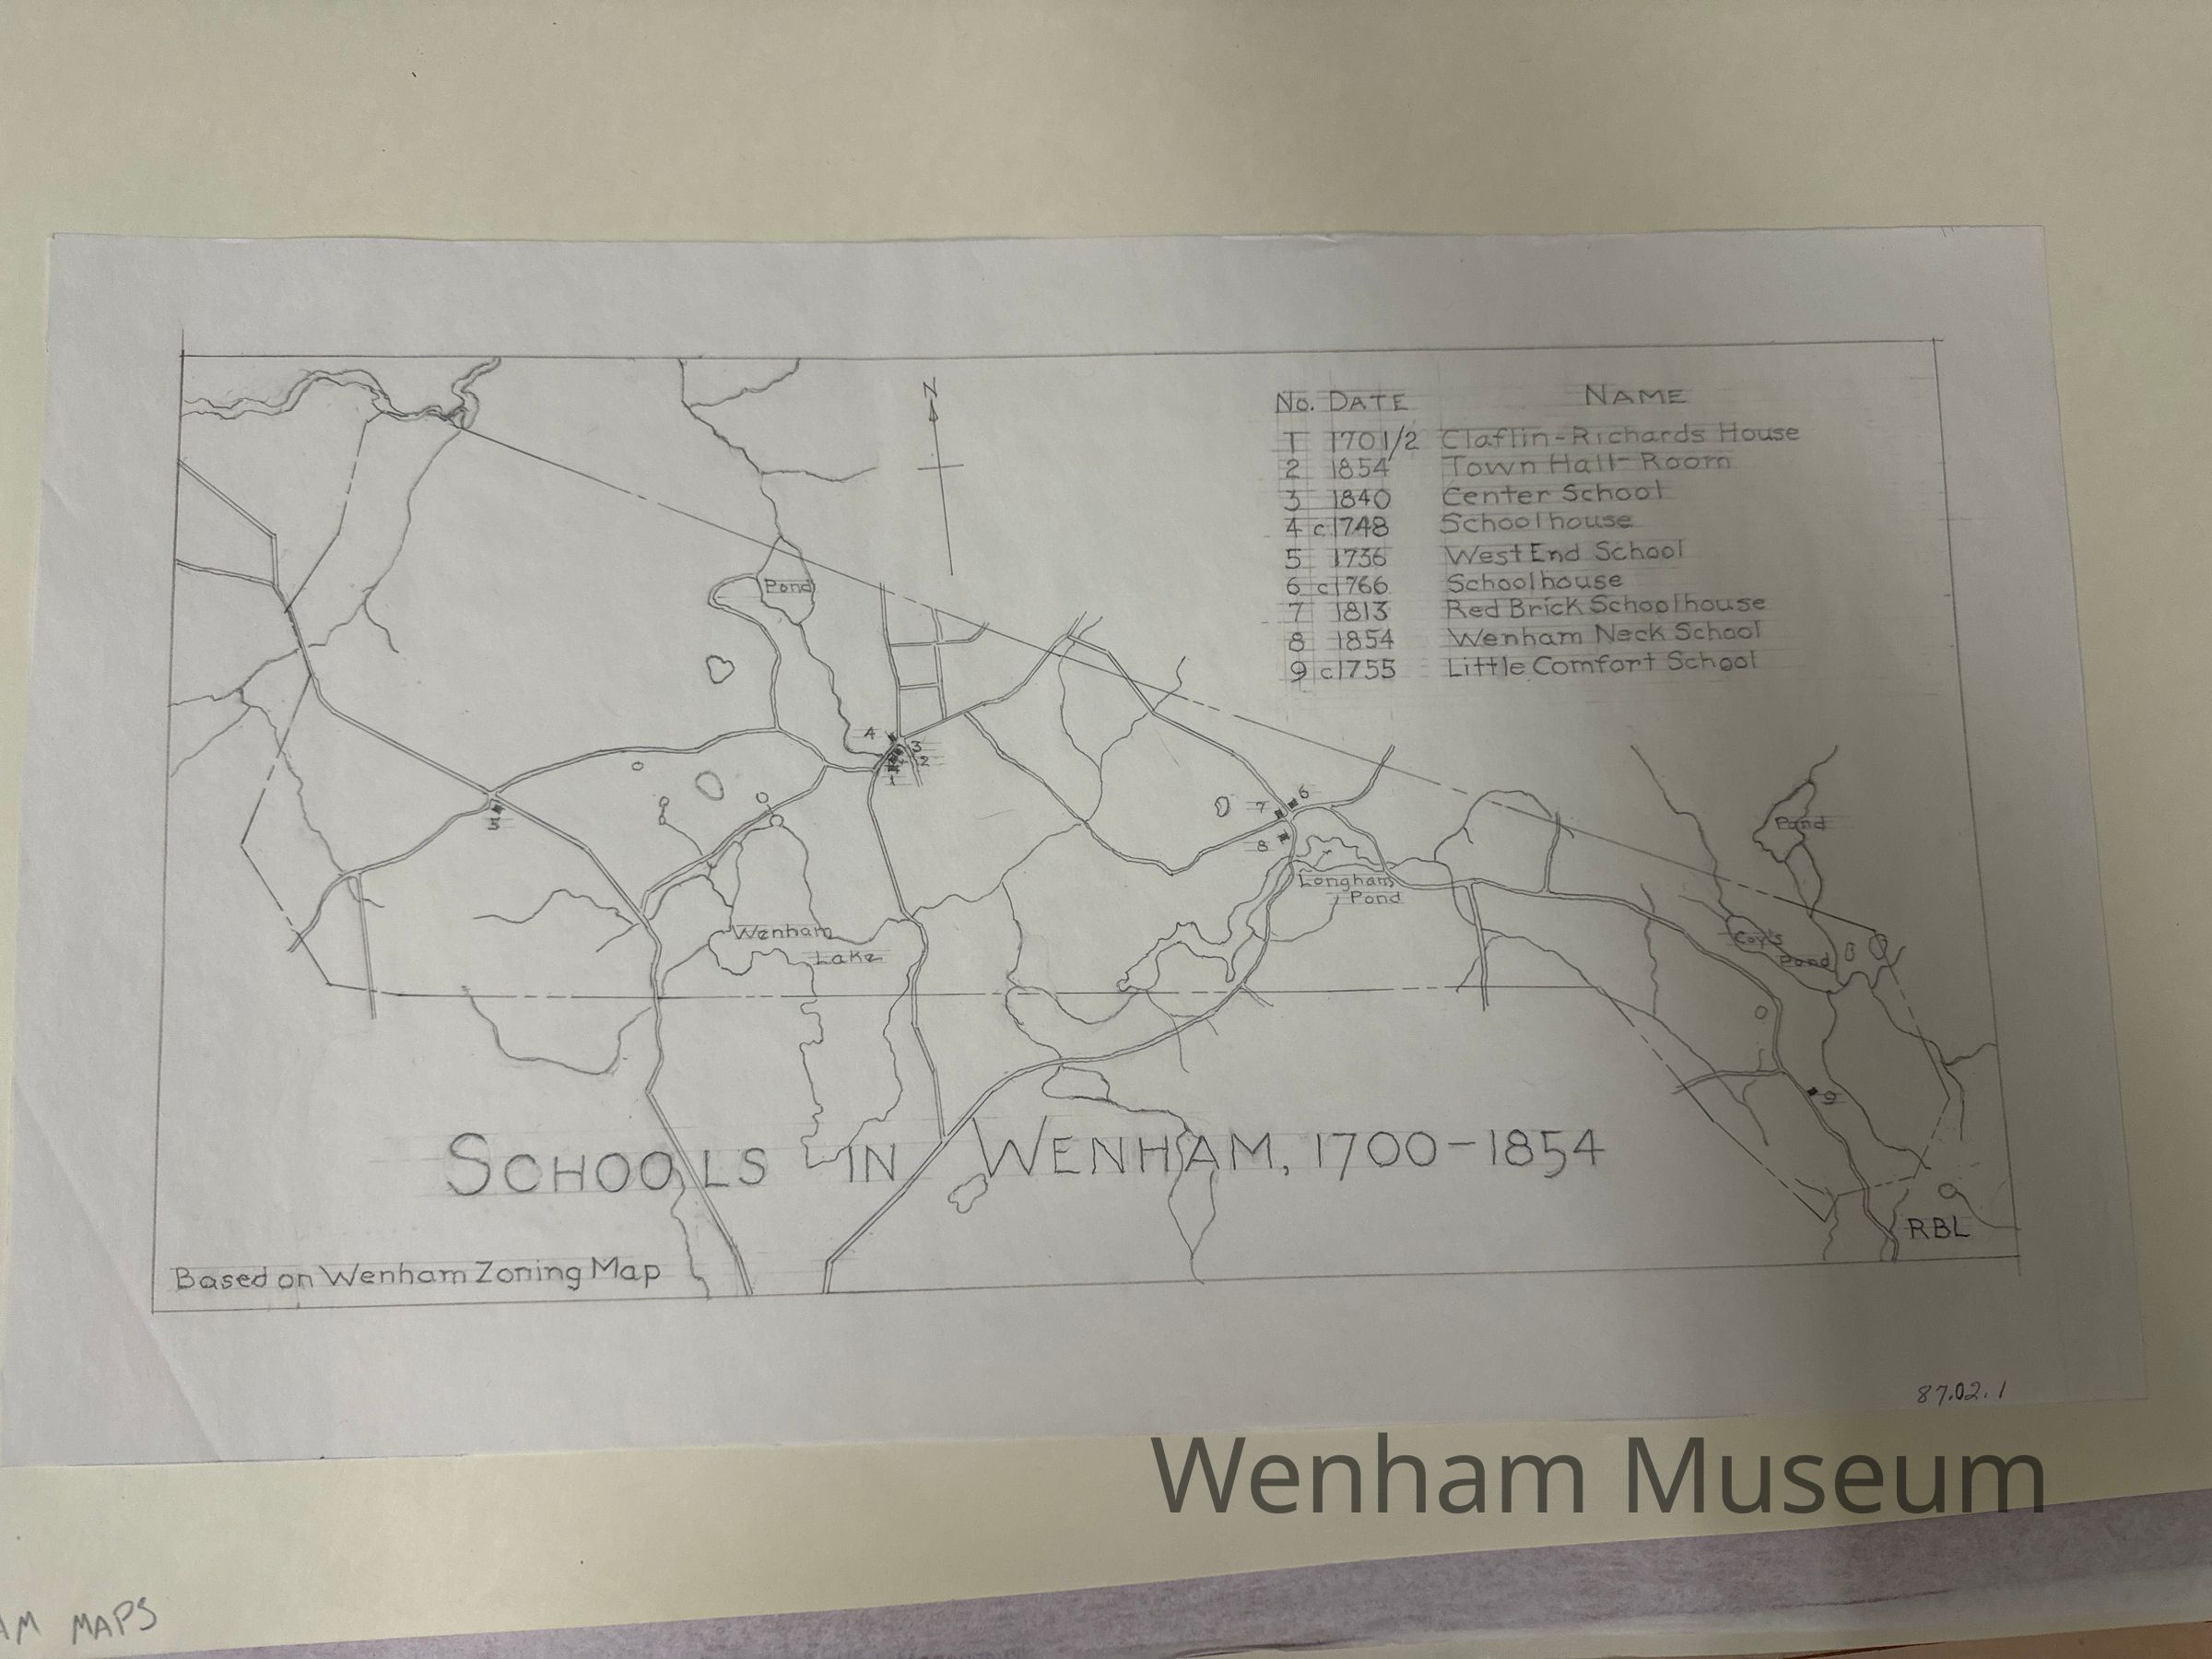 N
No. DATE NAME
1 1701/2 Claflin-Richards House
2 1854 Town Hall-Room
3 1840 Center School
4 c.1748 Schoolhouse
5 1736 West End School
6 c1766 Schoolhouse
7 1813 Red Brick Schoolhouse
8 1854 Wenham Neck School
9 c1755 Little Comfort School
Pond
4
3
2
1
5
6
7
8
Pond
Longham
Pond
Wenham
Lake
Coy's
Pond
9
SCHOOLS IN WENHAM, 1700-1854
RBL
Based on Wenham Zoning Map
87.02.1
Wenham Museum
AM MAPS